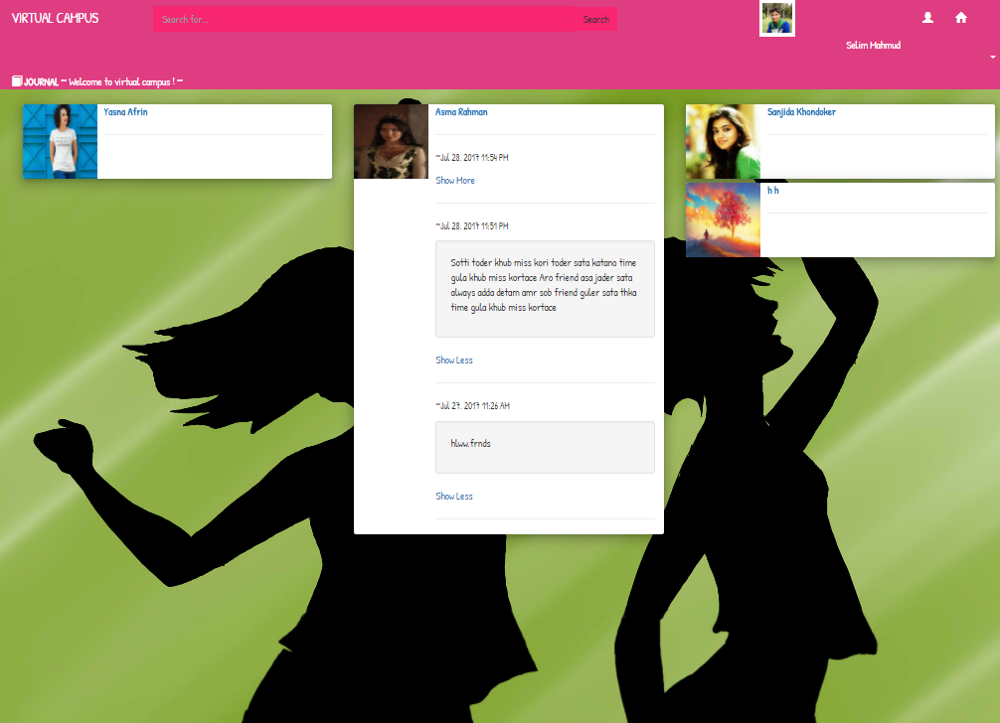 VIRTUAL CAMPUS
Search for...
Search
Selim Mahmud
JOURNAL ~ Welcome to virtual campus ! ~
Yasna Afrin
Asma Rahman
~Jul 28. 2017 11:54 PM
Show More
~Jul 28. 2017 11:51 PM
Sotti toder khub miss kori toder sata katano time
gula khub miss kortace Aro friend asa jader sata
always adda detam amr sob friend guler sata thka
time gula khub miss kortace
Show Less
~Jul 27. 2017 11:26 AM
hlww.frnds
Show Less
Sanjida Khondoker
h h